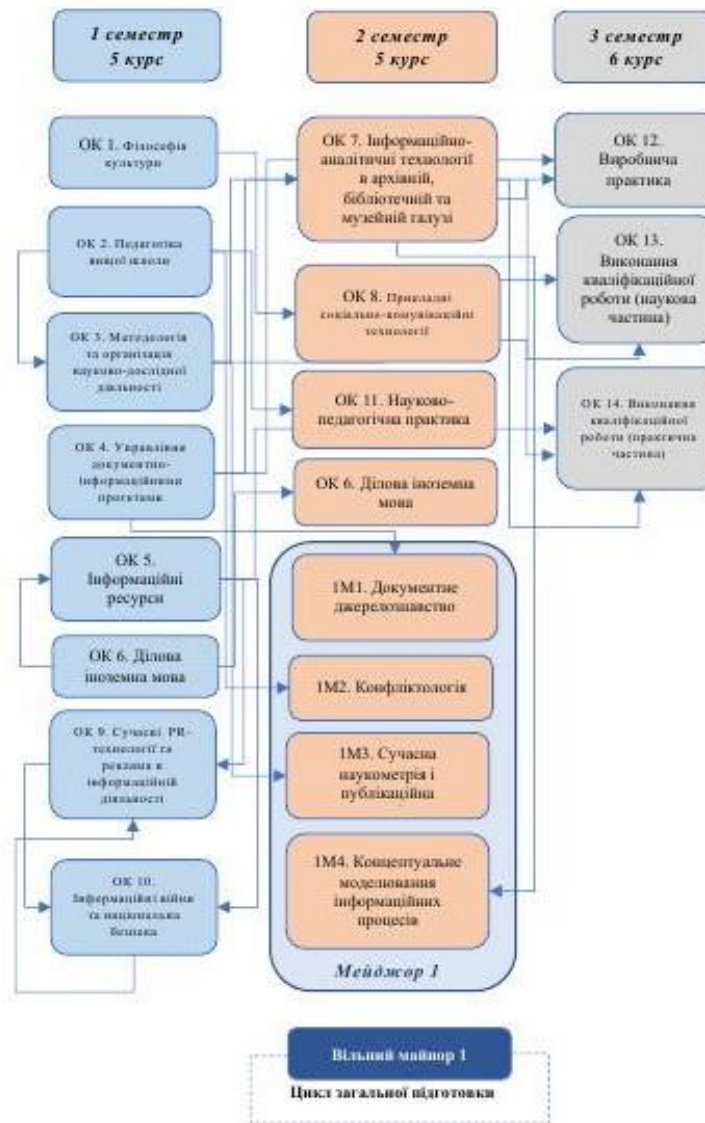 1 семестр
5 курс
2 семестр
5 курс
3 семестр
6 курс
ОК 1. Філософія
культури
ОК 2. Педагогіка
вищої школи
ОК 3. Методологія
та організація
науково-дослідної
діяльності
ОК 4. Управління
документно-
інформаційними
проєктами
ОК 5.
Інформаційні
ресурси
ОК 6. Ділова
іноземна мова
ОК 9. Сучасні PR-
технології та
реклама в
інформаційній
діяльності
ОК 10.
Інформаційні війни
та національна
безпека
ОК 7. Інформаційно-
аналітичні технології
в архівній,
бібліотечній та
музейній галузі
ОК 8. Прикладні
соціально-комунікаційні
технології
ОК 11. Науково-
педагогічна практика
ОК 6. Ділова іноземна
мова
1М1. Документне
джерелознавство
1М2. Конфліктологія
1М3. Сучасна
наукометрія і
публікаційна
1М4. Концептуальне
моделювання
інформаційних
процесів
Мейджор 1
ОК 12.
Виробнича
практика
ОК 13.
Виконання
кваліфікаційної
роботи (наукова
частина)
ОК 14. Виконання
кваліфікаційної
роботи (практична
частина)
Вільний майнор 1
Цикл загальної підготовки